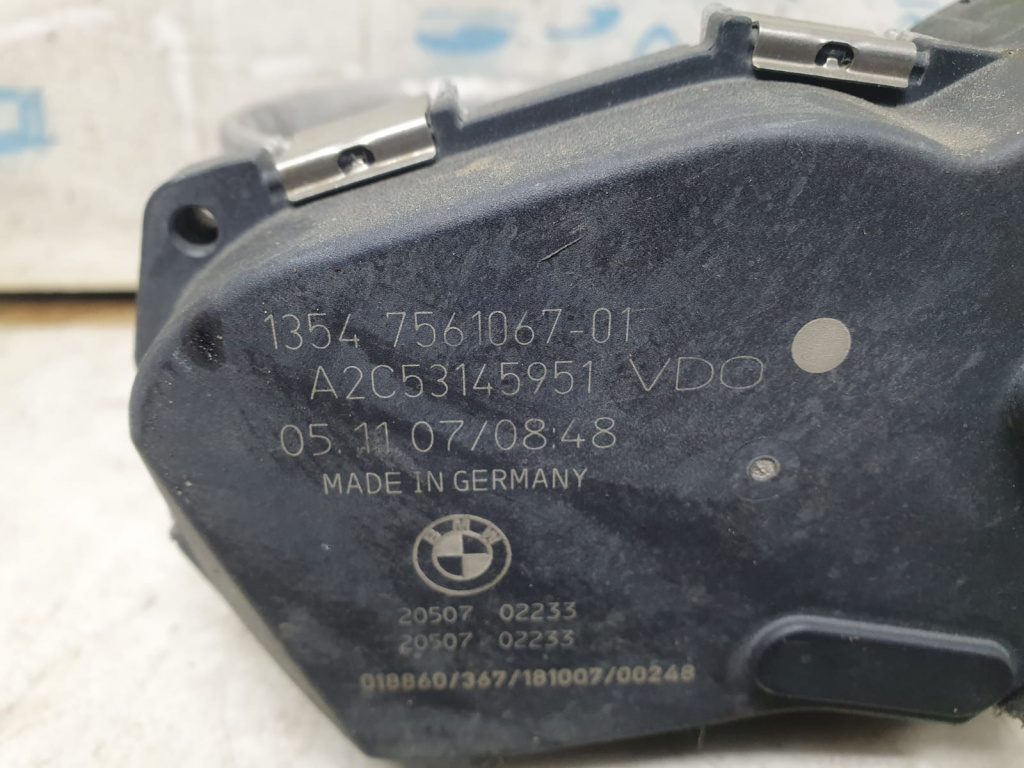 1354 7561067-01
A2C53145951 VDO
05.11 07/08:48
MADE IN GERMANY
BMW
20507 02233
20507 02233
018860/367/181007/00248